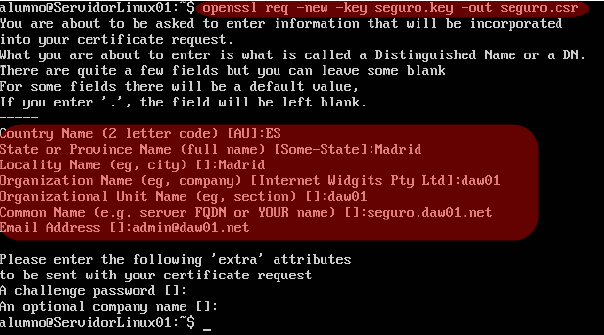 alumno@ServidorLinux01:~$ openssl req -new -key seguro.key -out seguro.csr
You are about to be asked to enter information that will be incorporated
into your certificate request.
What you are about to enter is what is called a Distinguished Name or a DN.
There are quite a few fields but you can leave some blank
For some fields there will be a default value,
If you enter '.', the field will be left blank.
-----
Country Name (2 letter code) [AU]:ES
State or Province Name (full name) [Some-State]:Madrid
Locality Name (eg, city) []:Madrid
Organization Name (eg, company) [Internet Widgits Pty Ltd]:daw01
Organizational Unit Name (eg, section) []:daw01
Common Name (e.g. server FQDN or YOUR name) []:seguro.daw01.net
Email Address []:admin@daw01.net

Please enter the following 'extra' attributes
to be sent with your certificate request
A challenge password []:
An optional company name []:
alumno@ServidorLinux01:~$ _